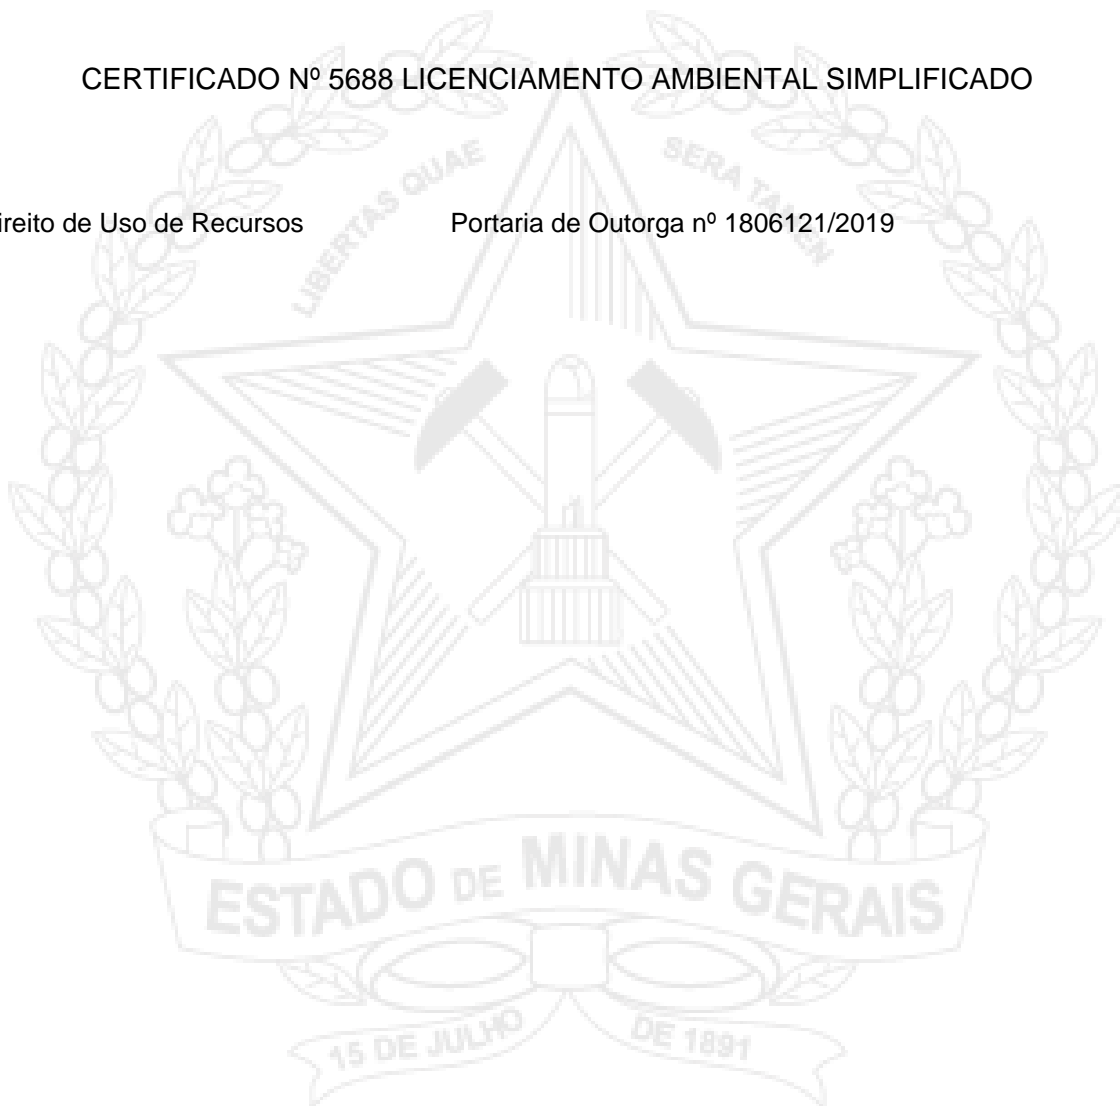 CERTIFICADO Nº 5688 LICENCIAMENTO AMBIENTAL SIMPLIFICADO
LIBERTAS QUAE SERA TAMEN
ireito de Uso de Recursos Portaria de Outorga nº 1806121/2019
ESTADO DE MINAS GERAIS
15 DE JULHO DE 1891